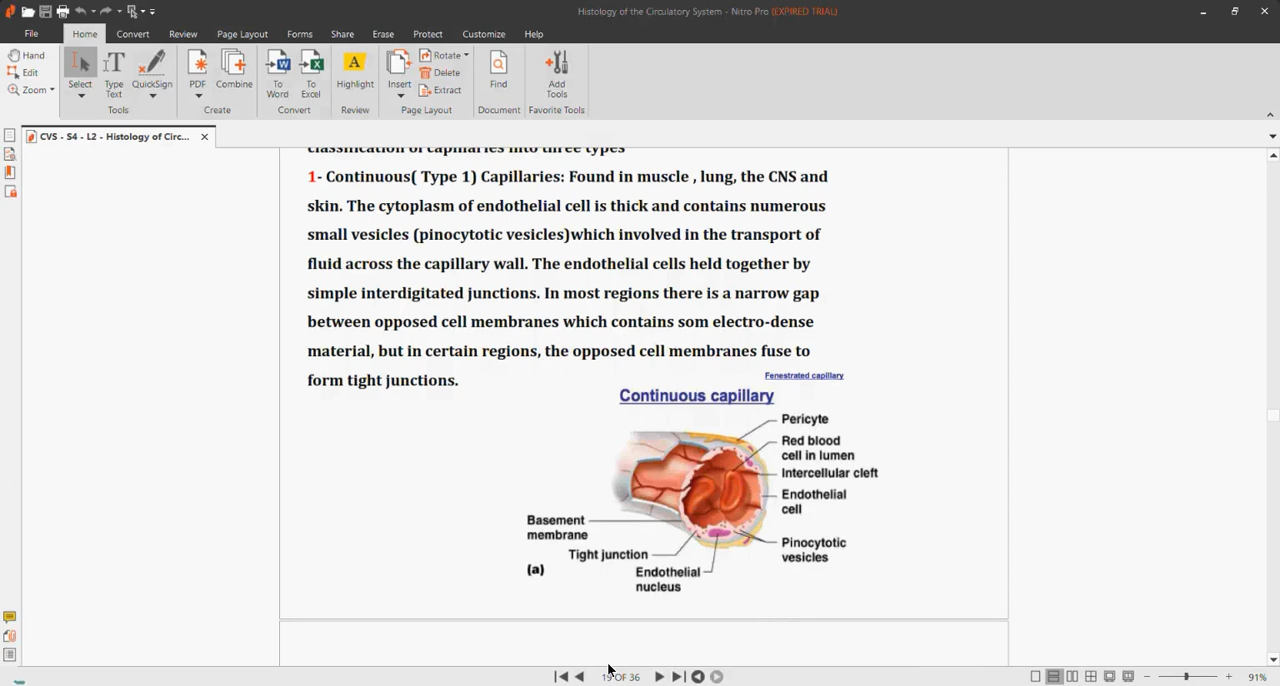 Histology of the Circulatory System - Nitro Pro (EXPIRED TRIAL)
File Home Convert Review Page Layout Forms Share Erase Protect Customize Help
Hand
Edit
Zoom
Select
Type Text
QuickSign
Tools
PDF
Combine
Create
To Word
To Excel
Convert
Highlight
Review
Insert
Rotate
Delete
Extract
Page Layout
Find
Document
Add Tools
Favorite Tools
CVS - S4 - L2 - Histology of Circ...
classification of capillaries into three types
1- Continuous( Type 1) Capillaries: Found in muscle , lung, the CNS and
skin. The cytoplasm of endothelial cell is thick and contains numerous
small vesicles (pinocytotic vesicles)which involved in the transport of
fluid across the capillary wall. The endothelial cells held together by
simple interdigitated junctions. In most regions there is a narrow gap
between opposed cell membranes which contains som electro-dense
material, but in certain regions, the opposed cell membranes fuse to
form tight junctions.
Fenestrated capillary
Continuous capillary
Pericyte
Red blood
cell in lumen
Intercellular cleft
Endothelial
cell
Pinocytotic
vesicles
Basement
membrane
Tight junction
Endothelial
nucleus
(a)
19 OF 36
91%